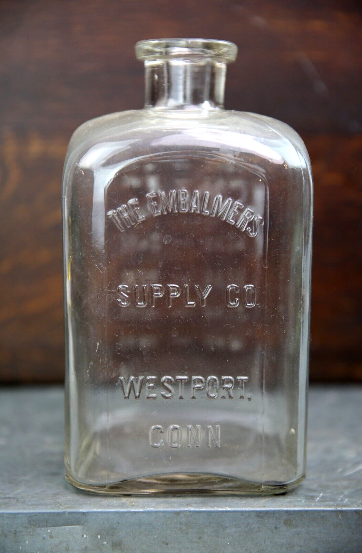 THE EMBALMERS
SUPPLY CO
WESTPORT,
CONN